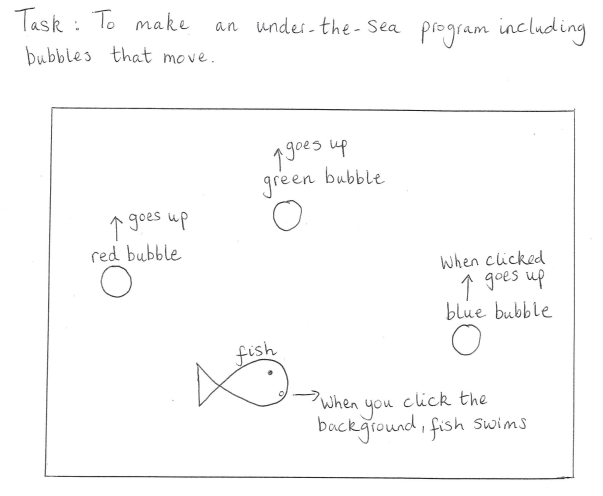 Task: To make an under-the-sea program including
bubbles that move.
goes up
green bubble
goes up
red bubble
When clicked
goes up
blue bubble
fish
When you click the
background, fish swims